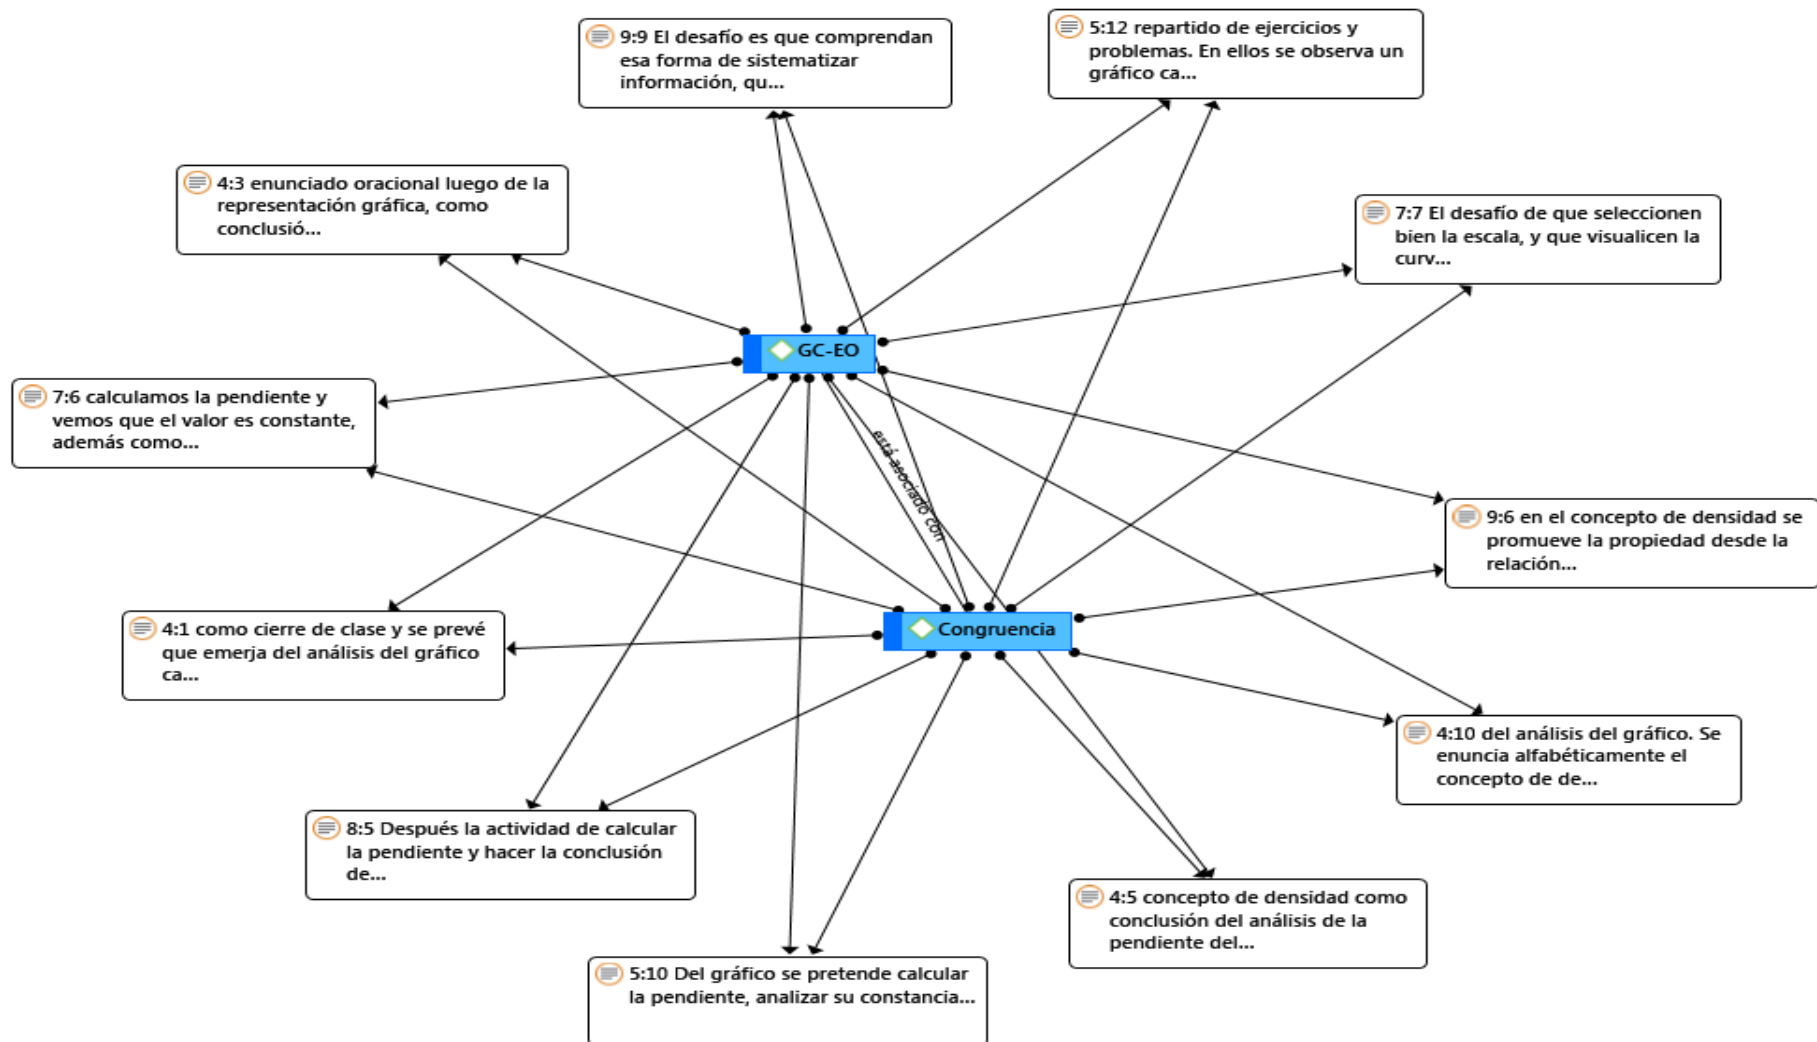 9:9 El desafío es que comprendan
esa forma de sistematizar
información, qu...
5:12 repartido de ejercicios y
problemas. En ellos se observa un
gráfico ca...
4:3 enunciado oracional luego de la
representación gráfica, como
conclusió...
7:7 El desafío de que seleccionen
bien la escala, y que visualicen la
curv...
GC-EO
7:6 calculamos la pendiente y
vemos que el valor es constante,
además como...
está asociado con
9:6 en el concepto de densidad se
promueve la propiedad desde la
relación...
Congruencia
4:1 como cierre de clase y se prevé
que emerja del análisis del gráfico
ca...
4:10 del análisis del gráfico. Se
enuncia alfabéticamente el
concepto de de...
8:5 Después la actividad de calcular
la pendiente y hacer la conclusión
de...
4:5 concepto de densidad como
conclusión del análisis de la
pendiente del...
5:10 Del gráfico se pretende calcular
la pendiente, analizar su constancia...